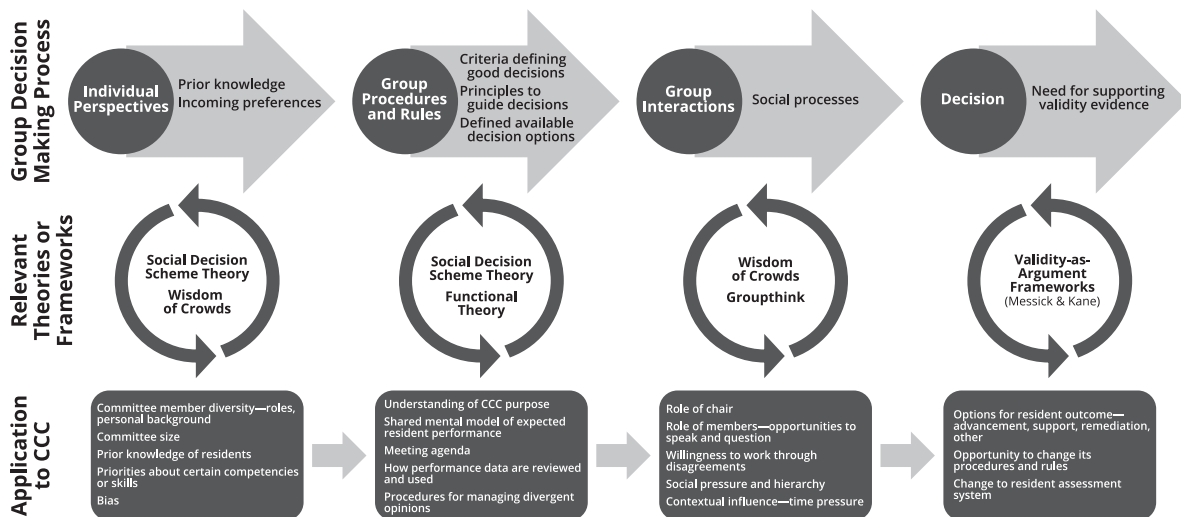 Group Decision
Making Process
Individual
Perspectives
Prior knowledge
Incoming preferences
Group
Procedures
and Rules
Criteria defining
good decisions
Principles to
guide decisions
Defined available
decision options
Group
Interactions
Social processes
Decision
Need for supporting
validity evidence
Relevant
Theories or
Frameworks
Social Decision
Scheme Theory
Wisdom
of Crowds
Social Decision
Scheme Theory
Functional
Theory
Wisdom
of Crowds
Groupthink
Validity-as-
Argument
Frameworks
(Messick & Kane)
Application
to CCC
Committee member diversity—roles,
personal background
Committee size
Prior knowledge of residents
Priorities about certain competencies
or skills
Bias
Understanding of CCC purpose
Shared mental model of expected
resident performance
Meeting agenda
How performance data are reviewed
and used
Procedures for managing divergent
opinions
Role of chair
Role of members—opportunities to
speak and question
Willingness to work through
disagreements
Social pressure and hierarchy
Contextual influence—time pressure
Options for resident outcome—
advancement, support, remediation,
other
Opportunity to change its
procedures and rules
Change to resident assessment
system